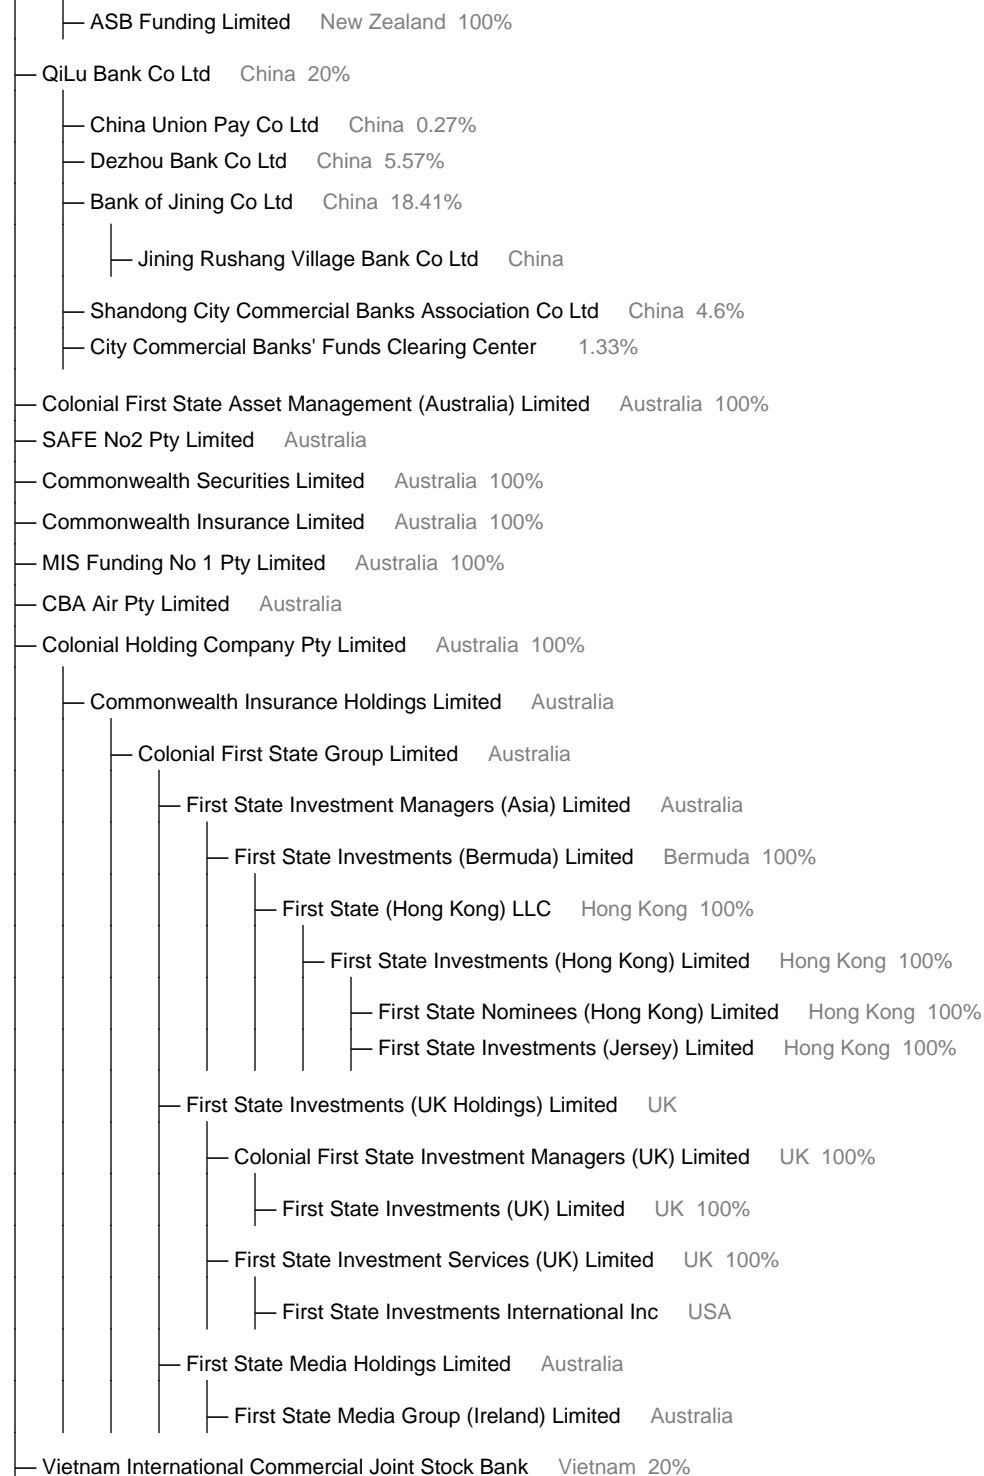 ASB Funding Limited New Zealand 100%
QiLu Bank Co Ltd China 20%
China Union Pay Co Ltd China 0.27%
Dezhou Bank Co Ltd China 5.57%
Bank of Jining Co Ltd China 18.41%
Jining Rushang Village Bank Co Ltd China
Shandong City Commercial Banks Association Co Ltd China 4.6%
City Commercial Banks' Funds Clearing Center 1.33%
Colonial First State Asset Management (Australia) Limited Australia 100%
SAFE No2 Pty Limited Australia
Commonwealth Securities Limited Australia 100%
Commonwealth Insurance Limited Australia 100%
MIS Funding No 1 Pty Limited Australia 100%
CBA Air Pty Limited Australia
Colonial Holding Company Pty Limited Australia 100%
Commonwealth Insurance Holdings Limited Australia
Colonial First State Group Limited Australia
First State Investment Managers (Asia) Limited Australia
First State Investments (Bermuda) Limited Bermuda 100%
First State (Hong Kong) LLC Hong Kong 100%
First State Investments (Hong Kong) Limited Hong Kong 100%
First State Nominees (Hong Kong) Limited Hong Kong 100%
First State Investments (Jersey) Limited Hong Kong 100%
First State Investments (UK Holdings) Limited UK
Colonial First State Investment Managers (UK) Limited UK 100%
First State Investments (UK) Limited UK 100%
First State Investment Services (UK) Limited UK 100%
First State Investments International Inc USA
First State Media Holdings Limited Australia
First State Media Group (Ireland) Limited Australia
Vietnam International Commercial Joint Stock Bank Vietnam 20%